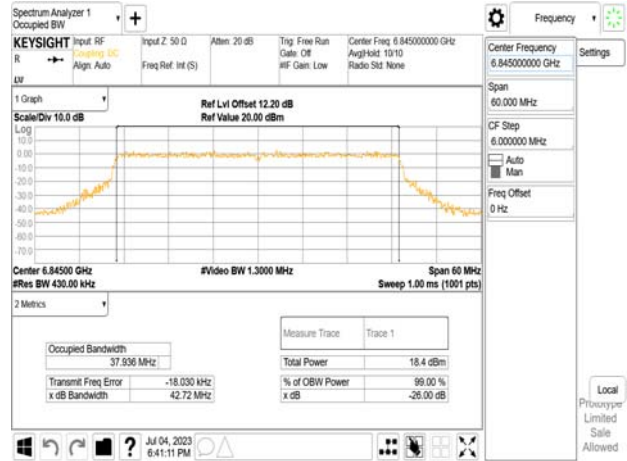 Spectrum Analyzer 1
Occupied BW
Frequency
KEYSIGHT
Input: RF
Coupling: DC
Align: Auto
Input Z: 50 Ω
Freq Ref: Int (S)
Atten: 20 dB
Trig: Free Run
Gate: Off
#IF Gain: Low
Center Freq: 6.845000000 GHz
Avg|Hold: 10/10
Radio Std: None
R
LXI
Center Frequency
6.845000000 GHz
Settings
Span
60.000 MHz
CF Step
6.000000 MHz
Auto
Man
Freq Offset
0 Hz
1 Graph
Scale/Div 10.0 dB
Ref Lvl Offset 12.20 dB
Ref Value 20.00 dBm
Log
10.0
0.00
-10.0
-20.0
-30.0
-40.0
-50.0
-60.0
-70.0
Center 6.84500 GHz
#Video BW 1.3000 MHz
Span 60 MHz
#Res BW 430.00 kHz
Sweep 1.00 ms (1001 pts)
2 Metrics
Measure Trace
Trace 1
Occupied Bandwidth
37.936 MHz
Total Power
18.4 dBm
Transmit Freq Error
-18.030 kHz
% of OBW Power
99.00 %
x dB Bandwidth
42.72 MHz
x dB
-26.00 dB
Local
Prototype
Limited
Sale
Allowed
?
Jul 04, 2023
6:41:11 PM